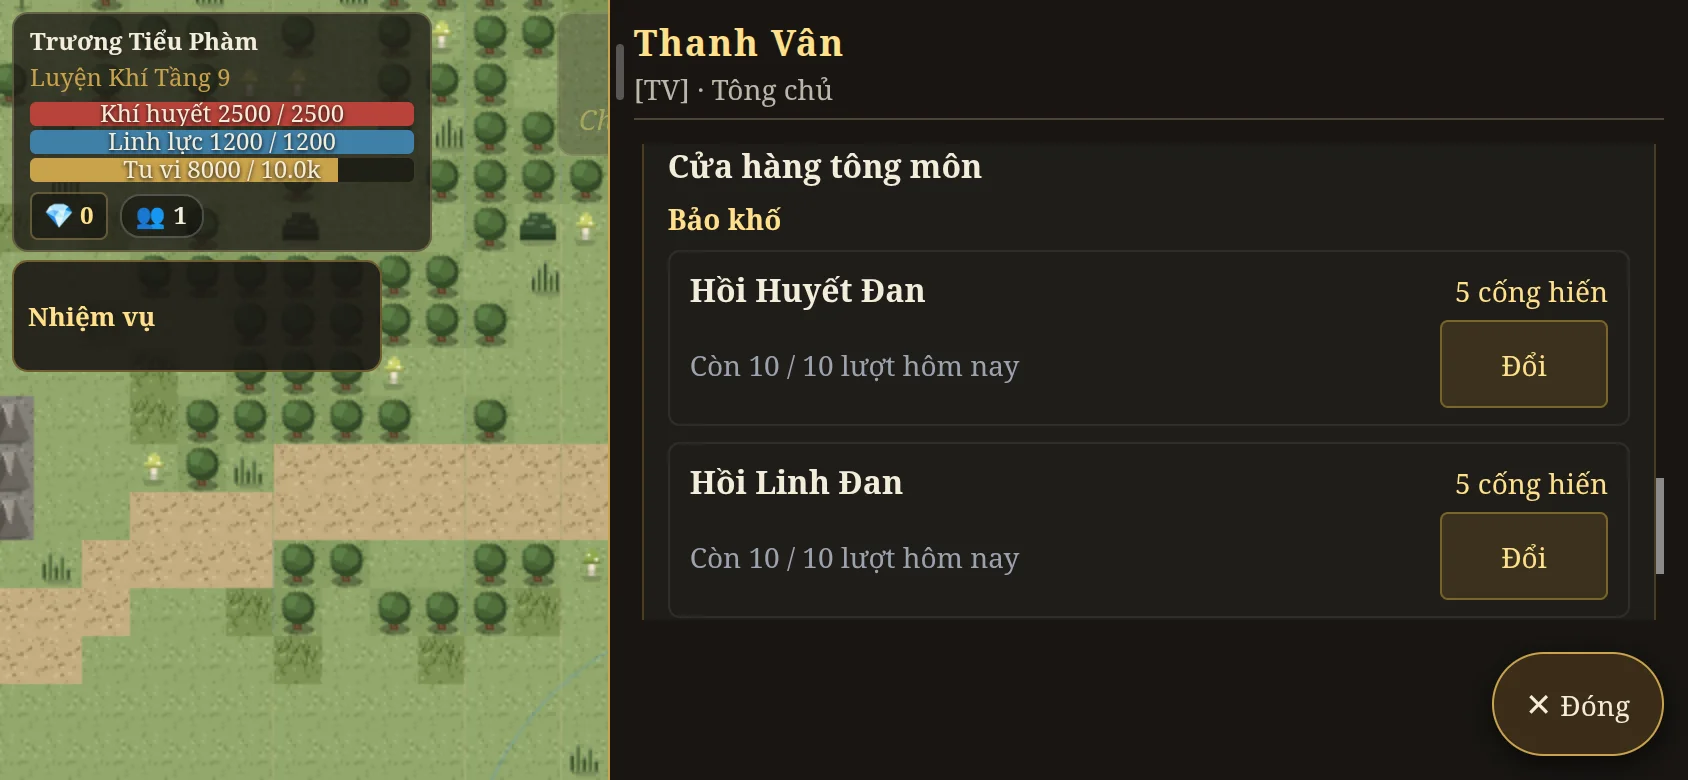 Trương Tiểu Phàm
Luyện Khí Tầng 9
Khí huyết 2500 / 2500
Linh lực 1200 / 1200
Tu vi 8000 / 10.0k
0
1
Nhiệm vụ
Thanh Vân
[TV] · Tông chủ
Cửa hàng tông môn
Bảo khố
Hồi Huyết Đan
5 cống hiến
Còn 10 / 10 lượt hôm nay
Đổi
Hồi Linh Đan
5 cống hiến
Còn 10 / 10 lượt hôm nay
Đổi
✕ Đóng